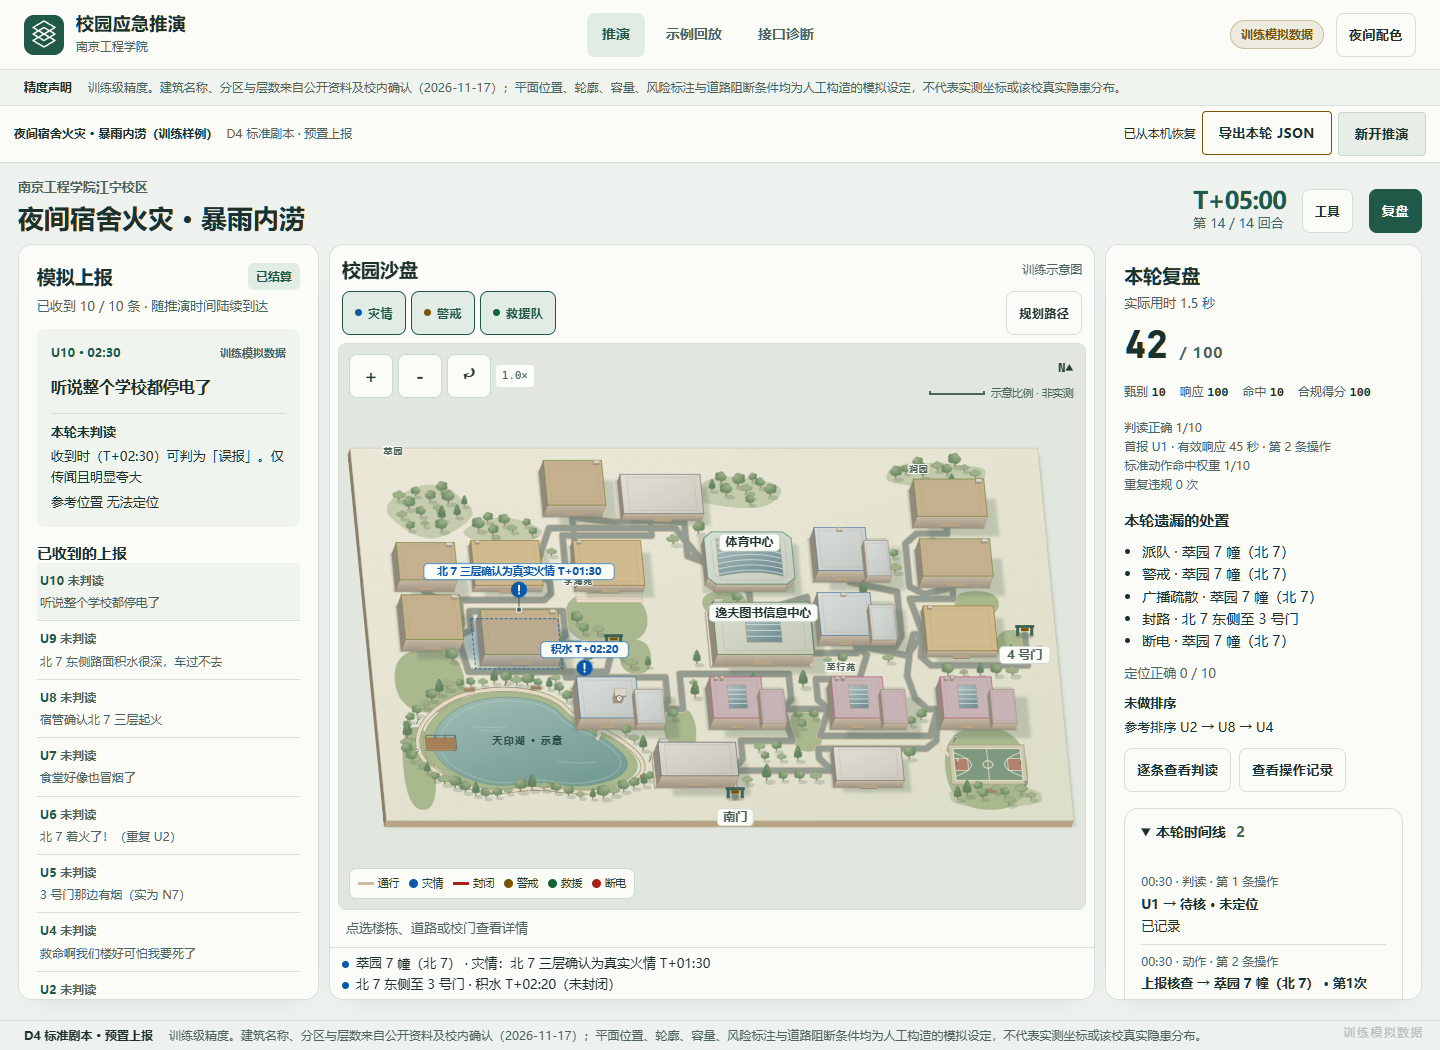 校园应急推演
南京工程学院
推演
示例回放
接口诊断
训练模拟数据
夜间配色
精度声明 训练级精度。建筑名称、分区与层数来自公开资料及校内确认（2026-11-17）；平面位置、轮廓、容量、风险标注与道路阻断条件均为人工构造的模拟设定，不代表实测坐标或该校真实隐患分布。
夜间宿舍火灾 • 暴雨内涝（训练样例） D4 标准剧本 · 预置上报
已从本机恢复
导出本轮 JSON
新开推演
南京工程学院江宁校区
夜间宿舍火灾 • 暴雨内涝
T+05:00
第 14 / 14 回合
工具
复盘
模拟上报
已结算
已收到 10 / 10 条 · 随推演时间陆续到达
U10 • 02:30
训练模拟数据
听说整个学校都停电了
本轮未判读
收到时（T+02:30）可判为「误报」。仅
传闻且明显夸大
参考位置 无法定位
已收到的上报
U10 未判读
听说整个学校都停电了
U9 未判读
北 7 东侧路面积水很深，车过不去
U8 未判读
宿管确认北 7 三层起火
U7 未判读
食堂好像也冒烟了
U6 未判读
北 7 着火了！（重复 U2）
U5 未判读
3 号门那边有烟（实为 N7）
U4 未判读
救命啊我们楼好可怕我要死了
U2 未判读
校园沙盘
训练示意图
灾情
警戒
救援队
规划路径
+
-
1.0×
N▲
示意比例 · 非实测
萃园
润园
体育中心
北 7 三层确认为真实火情 T+01:30
逸夫图书信息中心
积水 T+02:20
4 号门
至行苑
天印湖 · 示意
南门
通行
灾情
封闭
警戒
救援
断电
点选楼栋、道路或校门查看详情
萃园 7 幢（北 7） · 灾情：北 7 三层确认为真实火情 T+01:30
北 7 东侧至 3 号门 · 积水 T+02:20（未封闭）
本轮复盘
实际用时 1.5 秒
42 / 100
甄别 10 响应 100 命中 10 合规得分 100
判读正确 1/10
首报 U1 · 有效响应 45 秒 · 第 2 条操作
标准动作命中权重 1/10
重复违规 0 次
本轮遗漏的处置
• 派队 · 萃园 7 幢（北 7）
• 警戒 · 萃园 7 幢（北 7）
• 广播疏散 · 萃园 7 幢（北 7）
• 封路 · 北 7 东侧至 3 号门
• 断电 · 萃园 7 幢（北 7）
定位正确 0 / 10
未做排序
参考排序 U2 → U8 → U4
逐条查看判读
查看操作记录
▼ 本轮时间线 2
00:30 · 判读 · 第 1 条操作
U1 → 待核 • 未定位
已记录
00:30 · 动作 · 第 2 条操作
上报核查 → 萃园 7 幢（北 7） • 第1次
D4 标准剧本 • 预置上报 训练级精度。建筑名称、分区与层数来自公开资料及校内确认（2026-11-17）；平面位置、轮廓、容量、风险标注与道路阻断条件均为人工构造的模拟设定，不代表实测坐标或该校真实隐患分布。
训练模拟数据